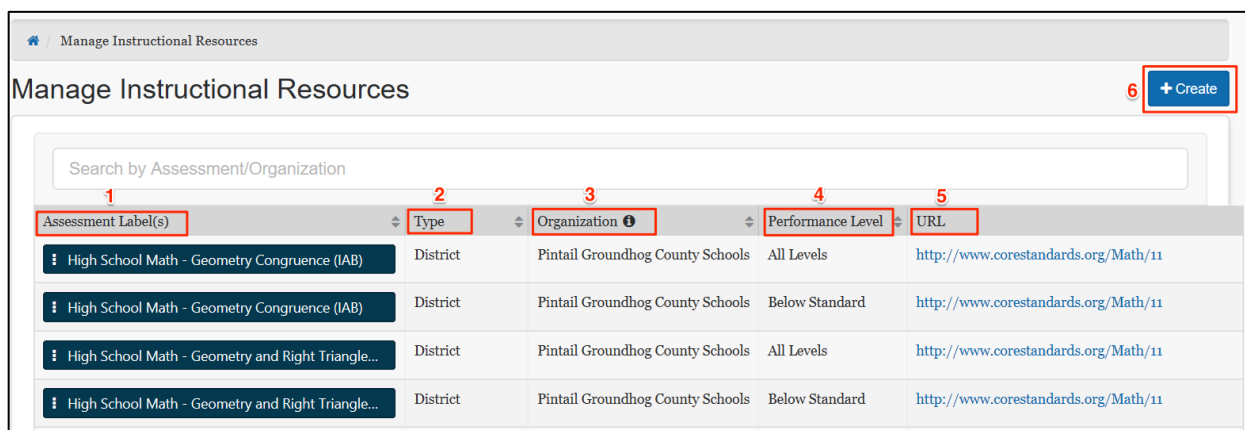 Manage Instructional Resources
Manage Instructional Resources
6 + Create
Search by Assessment/Organization
1 2 3 4 5
Assessment Label(s) Type Organization Performance Level URL
High School Math - Geometry Congruence (IAB) District Pintail Groundhog County Schools All Levels http://www.corestandards.org/Math/11
High School Math - Geometry Congruence (IAB) District Pintail Groundhog County Schools Below Standard http://www.corestandards.org/Math/11
High School Math - Geometry and Right Triangle... District Pintail Groundhog County Schools All Levels http://www.corestandards.org/Math/11
High School Math - Geometry and Right Triangle... District Pintail Groundhog County Schools Below Standard http://www.corestandards.org/Math/11